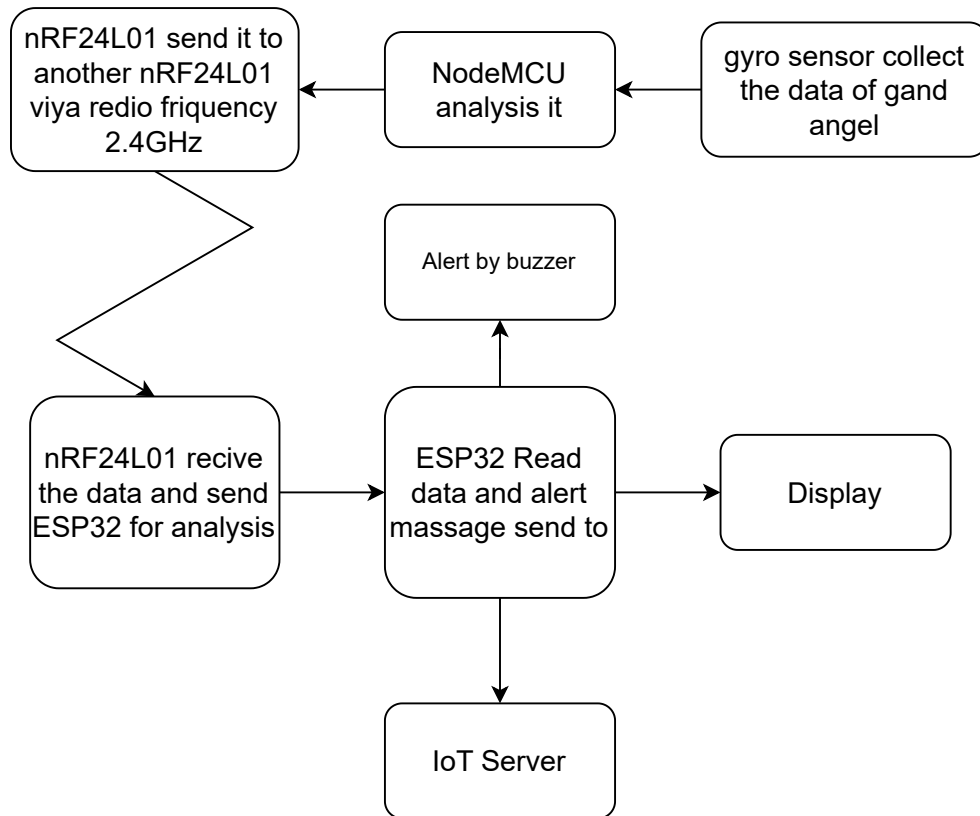 nRF24L01 send it to
another nRF24L01
viya redio friquency
2.4GHz
NodeMCU
analysis it
gyro sensor collect
the data of gand
angel
Alert by buzzer
nRF24L01 recive
the data and send
ESP32 for analysis
ESP32 Read
data and alert
massage send to
Display
IoT Server